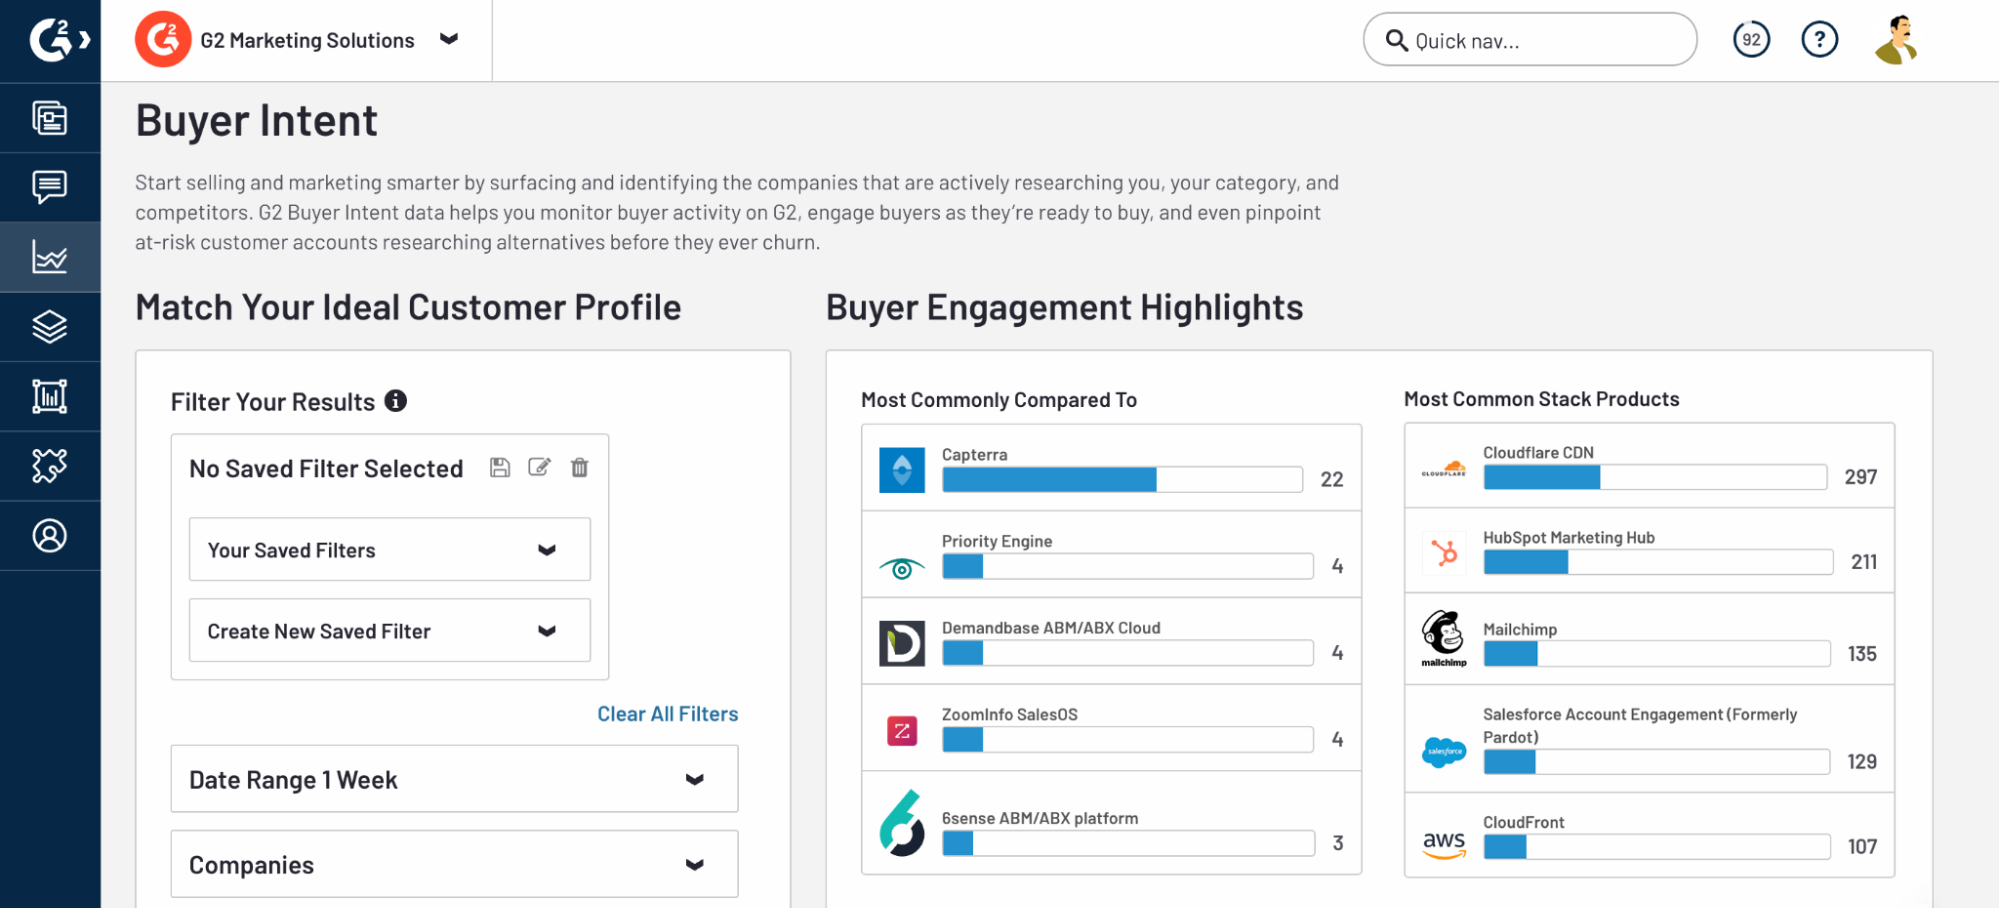 G2 Marketing Solutions
Quick nav...
92
?
Buyer Intent
Start selling and marketing smarter by surfacing and identifying the companies that are actively researching you, your category, and
competitors. G2 Buyer Intent data helps you monitor buyer activity on G2, engage buyers as they’re ready to buy, and even pinpoint
at-risk customer accounts researching alternatives before they ever churn.
Match Your Ideal Customer Profile
Filter Your Results
No Saved Filter Selected
Your Saved Filters
Create New Saved Filter
Clear All Filters
Date Range 1 Week
Companies
Buyer Engagement Highlights
Most Commonly Compared To
Capterra
22
Priority Engine
4
Demandbase ABM/ABX Cloud
4
ZoomInfo SalesOS
4
6sense ABM/ABX platform
3
Most Common Stack Products
Cloudflare CDN
CLOUDFLARE
297
HubSpot Marketing Hub
211
Mailchimp
mailchimp
135
Salesforce Account Engagement (Formerly
Pardot)
salesforce
129
CloudFront
aws
107